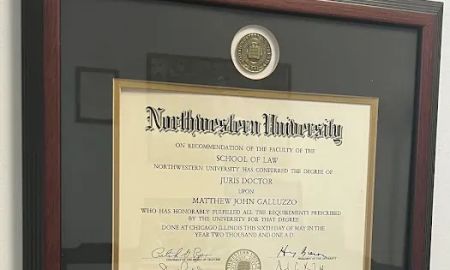 Northwestern University
ON RECOMMENDATION OF THE FACULTY OF THE
SCHOOL OF LAW
NORTHWESTERN UNIVERSITY HAS CONFERRED THE DEGREE OF
JURIS DOCTOR
UPON
MATTHEW JOHN GALLUZZO
WHO HAS HONORABLY FULFILLED ALL THE REQUIREMENTS PRESCRIBED
BY THE UNIVERSITY FOR THAT DEGREE
DONE AT CHICAGO ILLINOIS THIS SIXTH DAY OF MAY IN THE
YEAR TWO THOUSAND AND ONE A.D.